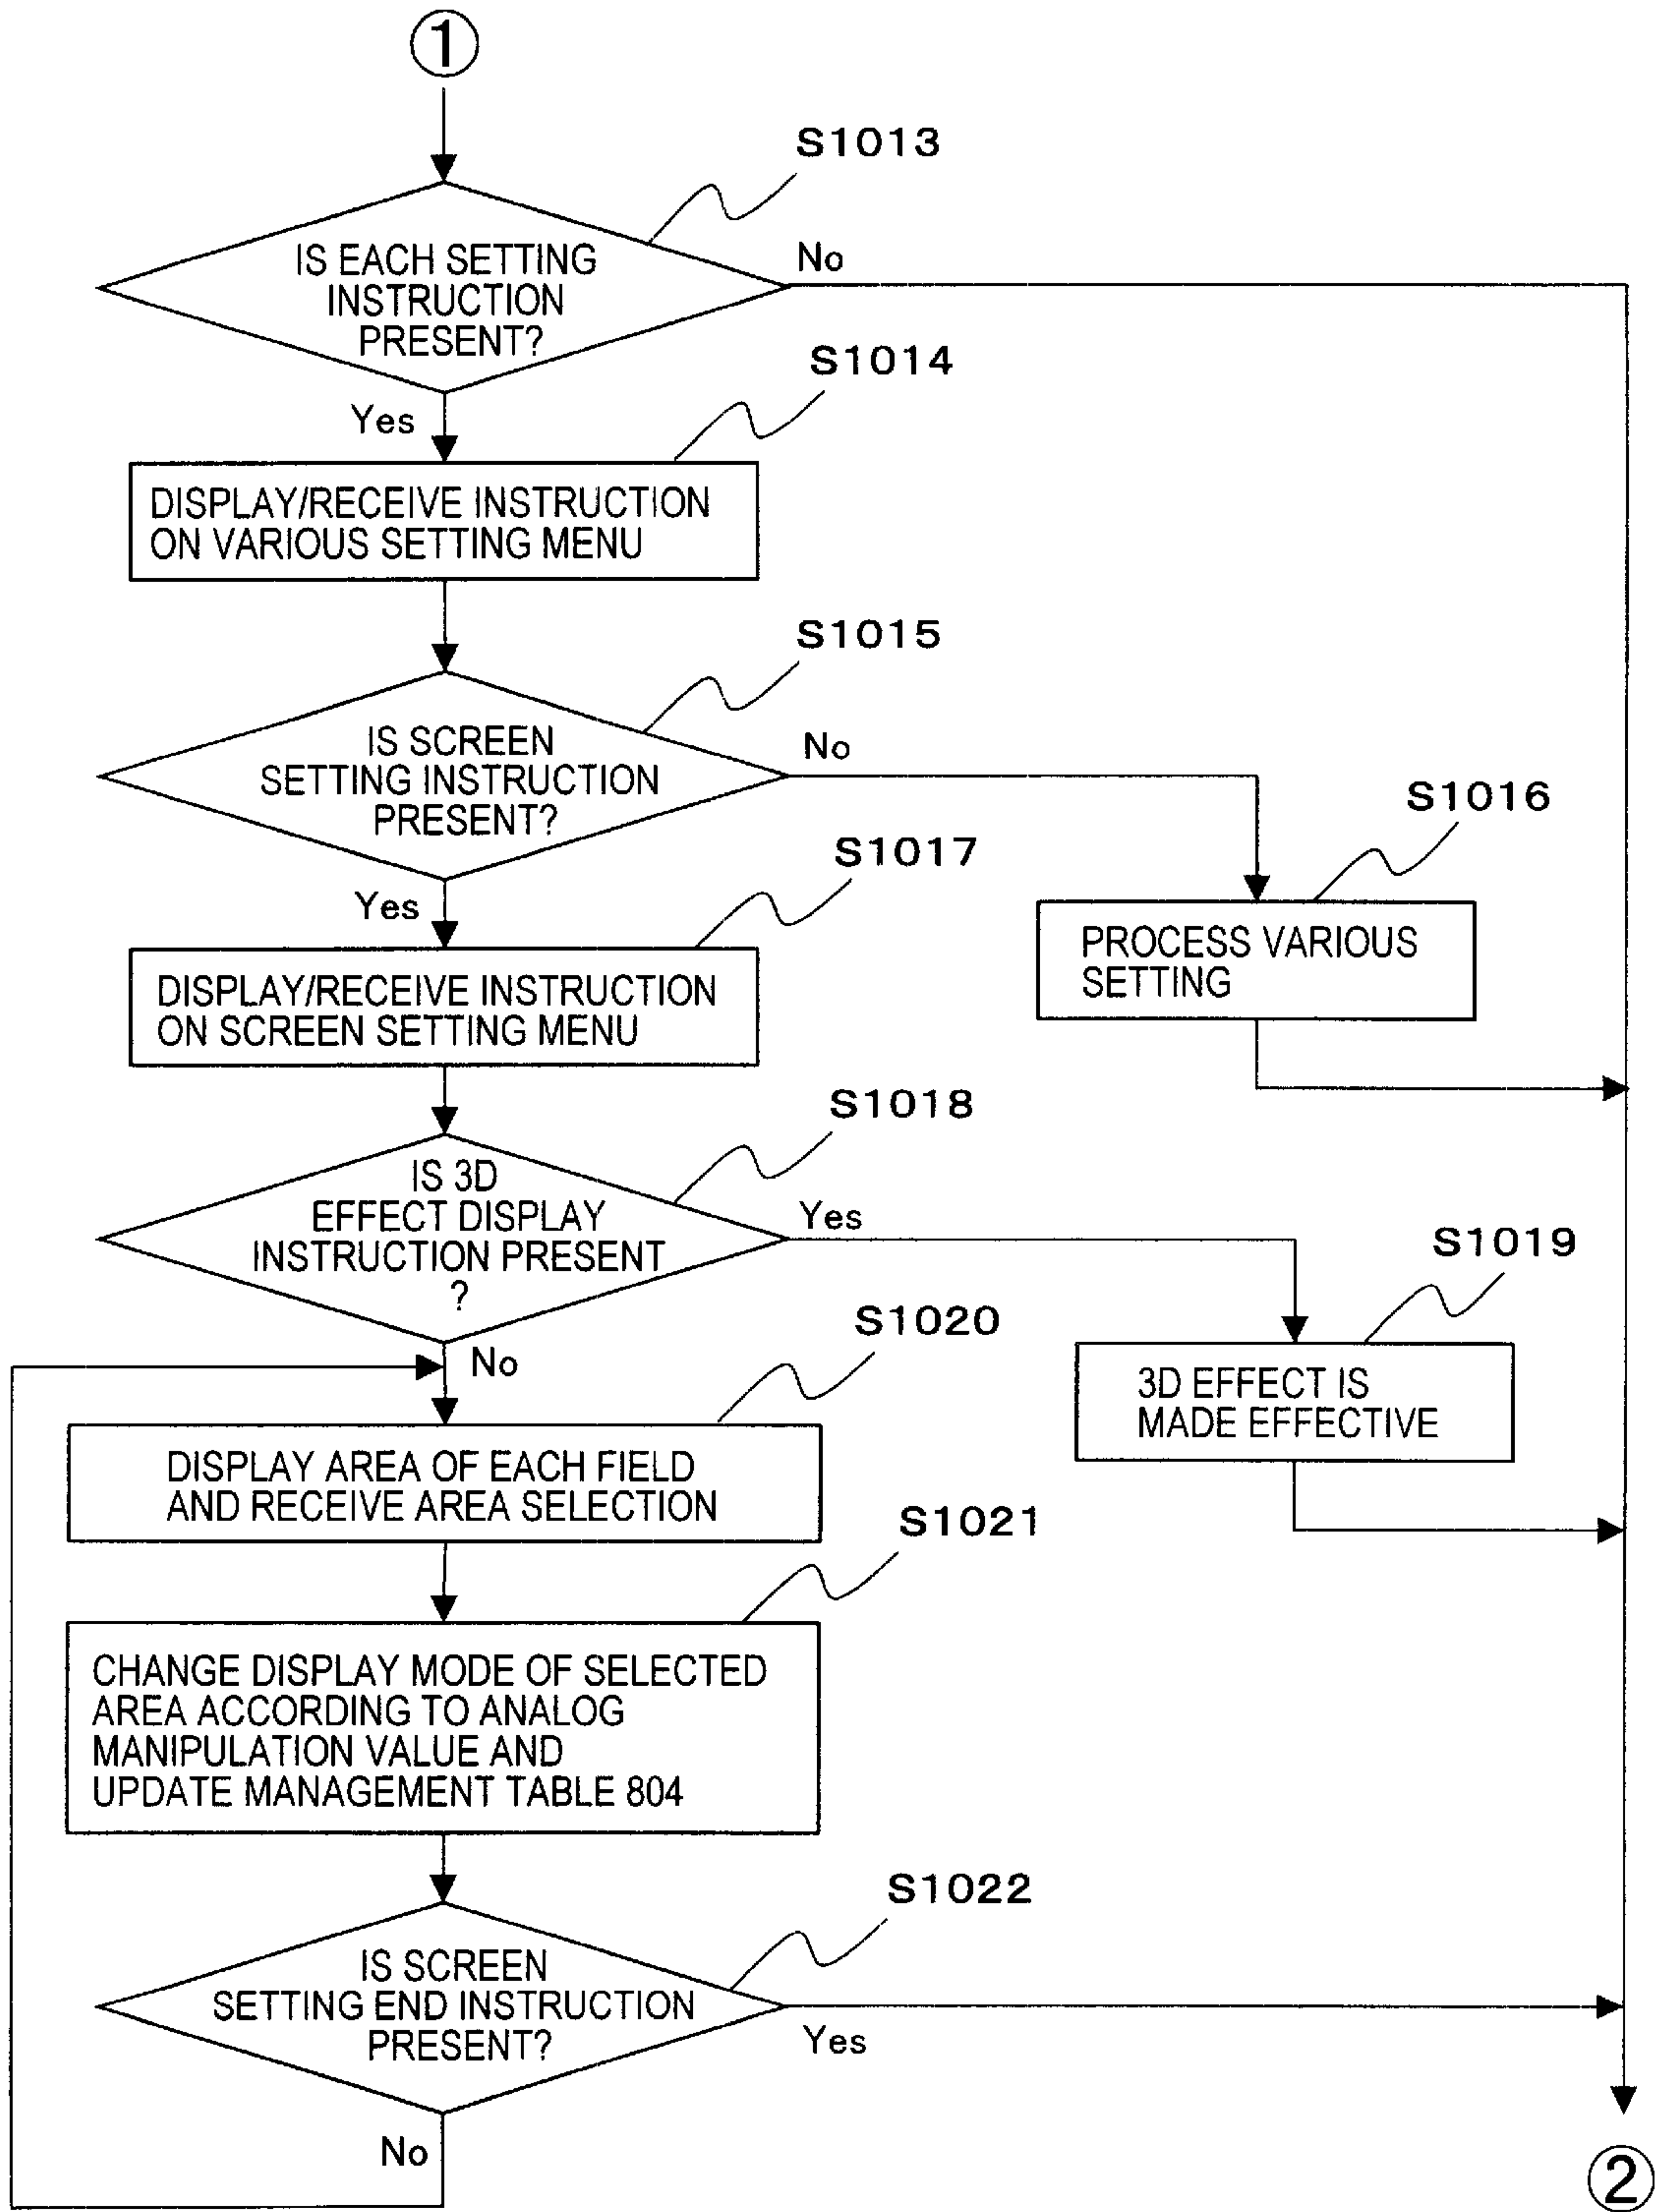 ①
S1013
IS EACH SETTING
INSTRUCTION
PRESENT?
No
Yes
S1014
DISPLAY/RECEIVE INSTRUCTION
ON VARIOUS SETTING MENU
S1015
IS SCREEN
SETTING INSTRUCTION
PRESENT?
No
Yes
S1016
PROCESS VARIOUS
SETTING
S1017
DISPLAY/RECEIVE INSTRUCTION
ON SCREEN SETTING MENU
S1018
IS 3D
EFFECT DISPLAY
INSTRUCTION PRESENT
?
Yes
No
S1019
3D EFFECT IS
MADE EFFECTIVE
S1020
DISPLAY AREA OF EACH FIELD
AND RECEIVE AREA SELECTION
S1021
CHANGE DISPLAY MODE OF SELECTED
AREA ACCORDING TO ANALOG
MANIPULATION VALUE AND
UPDATE MANAGEMENT TABLE 804
S1022
IS SCREEN
SETTING END INSTRUCTION
PRESENT?
Yes
No
②